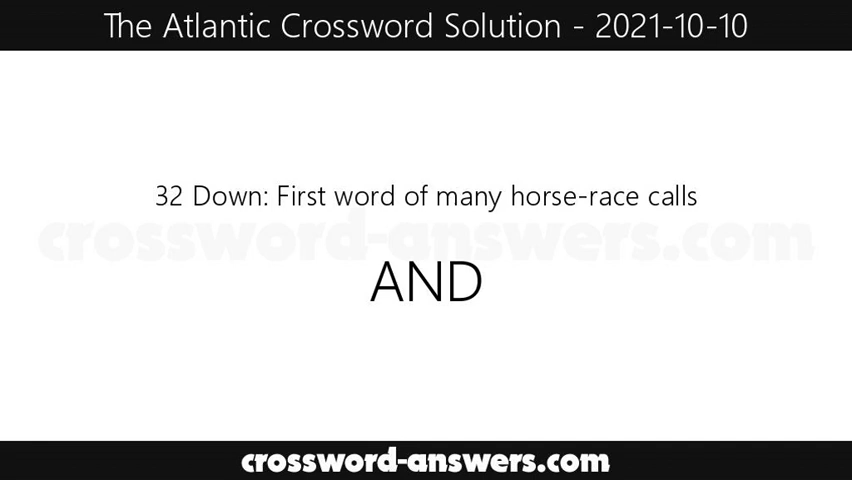 The Atlantic Crossword Solution - 2021-10-10
32 Down: First word of many horse-race calls
crossword-answers.com
AND
crossword-answers.com